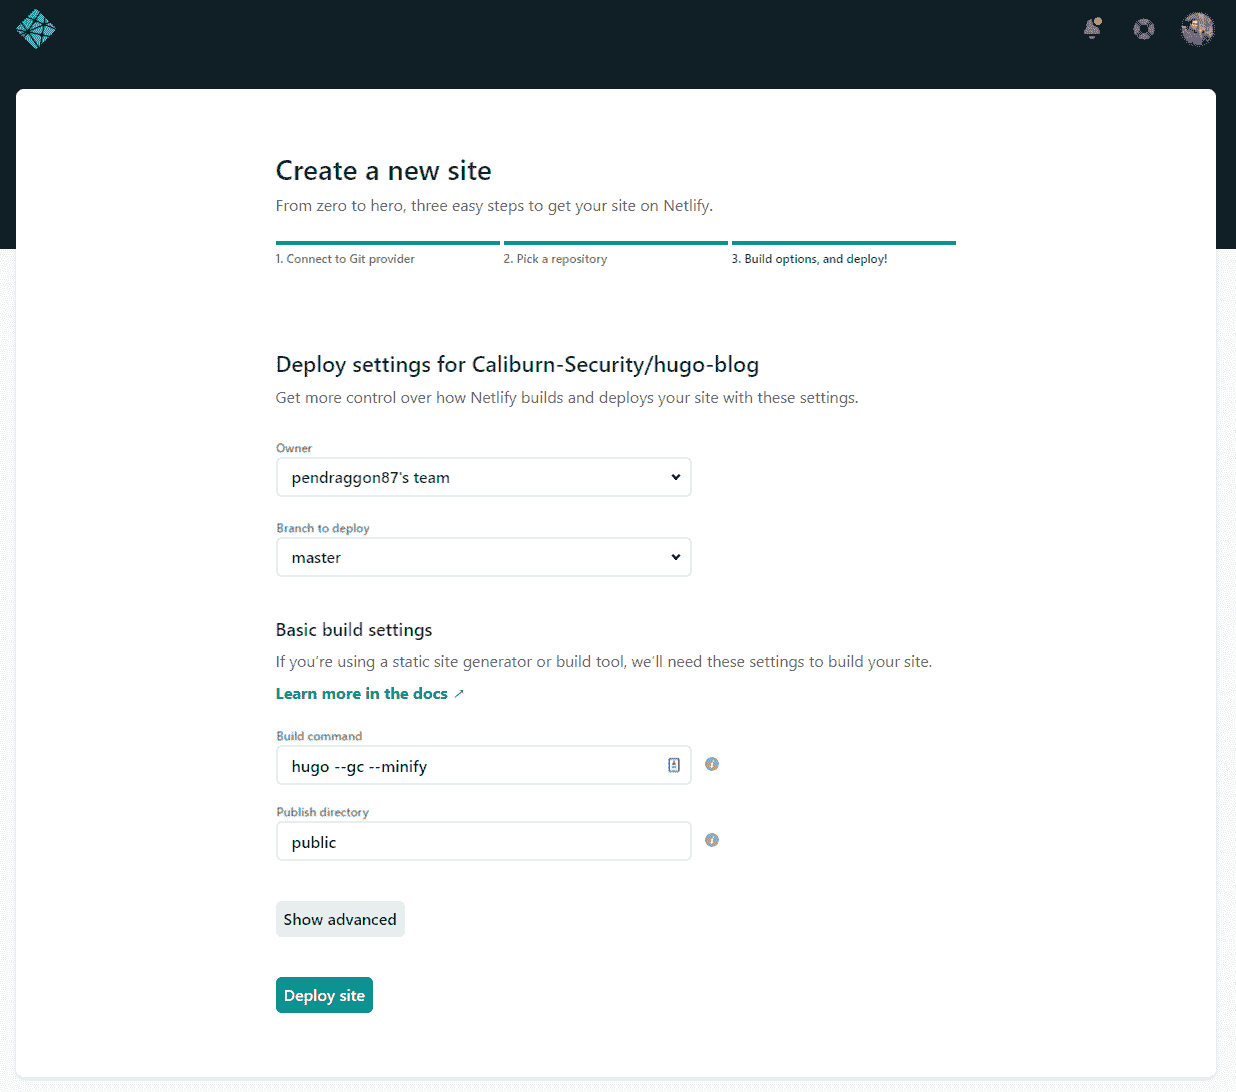 Create a new site
From zero to hero, three easy steps to get your site on Netlify.
1. Connect to Git provider
2. Pick a repository
3. Build options, and deploy!
Deploy settings for Caliburn-Security/hugo-blog
Get more control over how Netlify builds and deploys your site with these settings.
Owner
pendraggon87's team
Branch to deploy
master
Basic build settings
If you’re using a static site generator or build tool, we’ll need these settings to build your site.
Learn more in the docs ↗
Build command
hugo --gc --minify
Publish directory
public
Show advanced
Deploy site